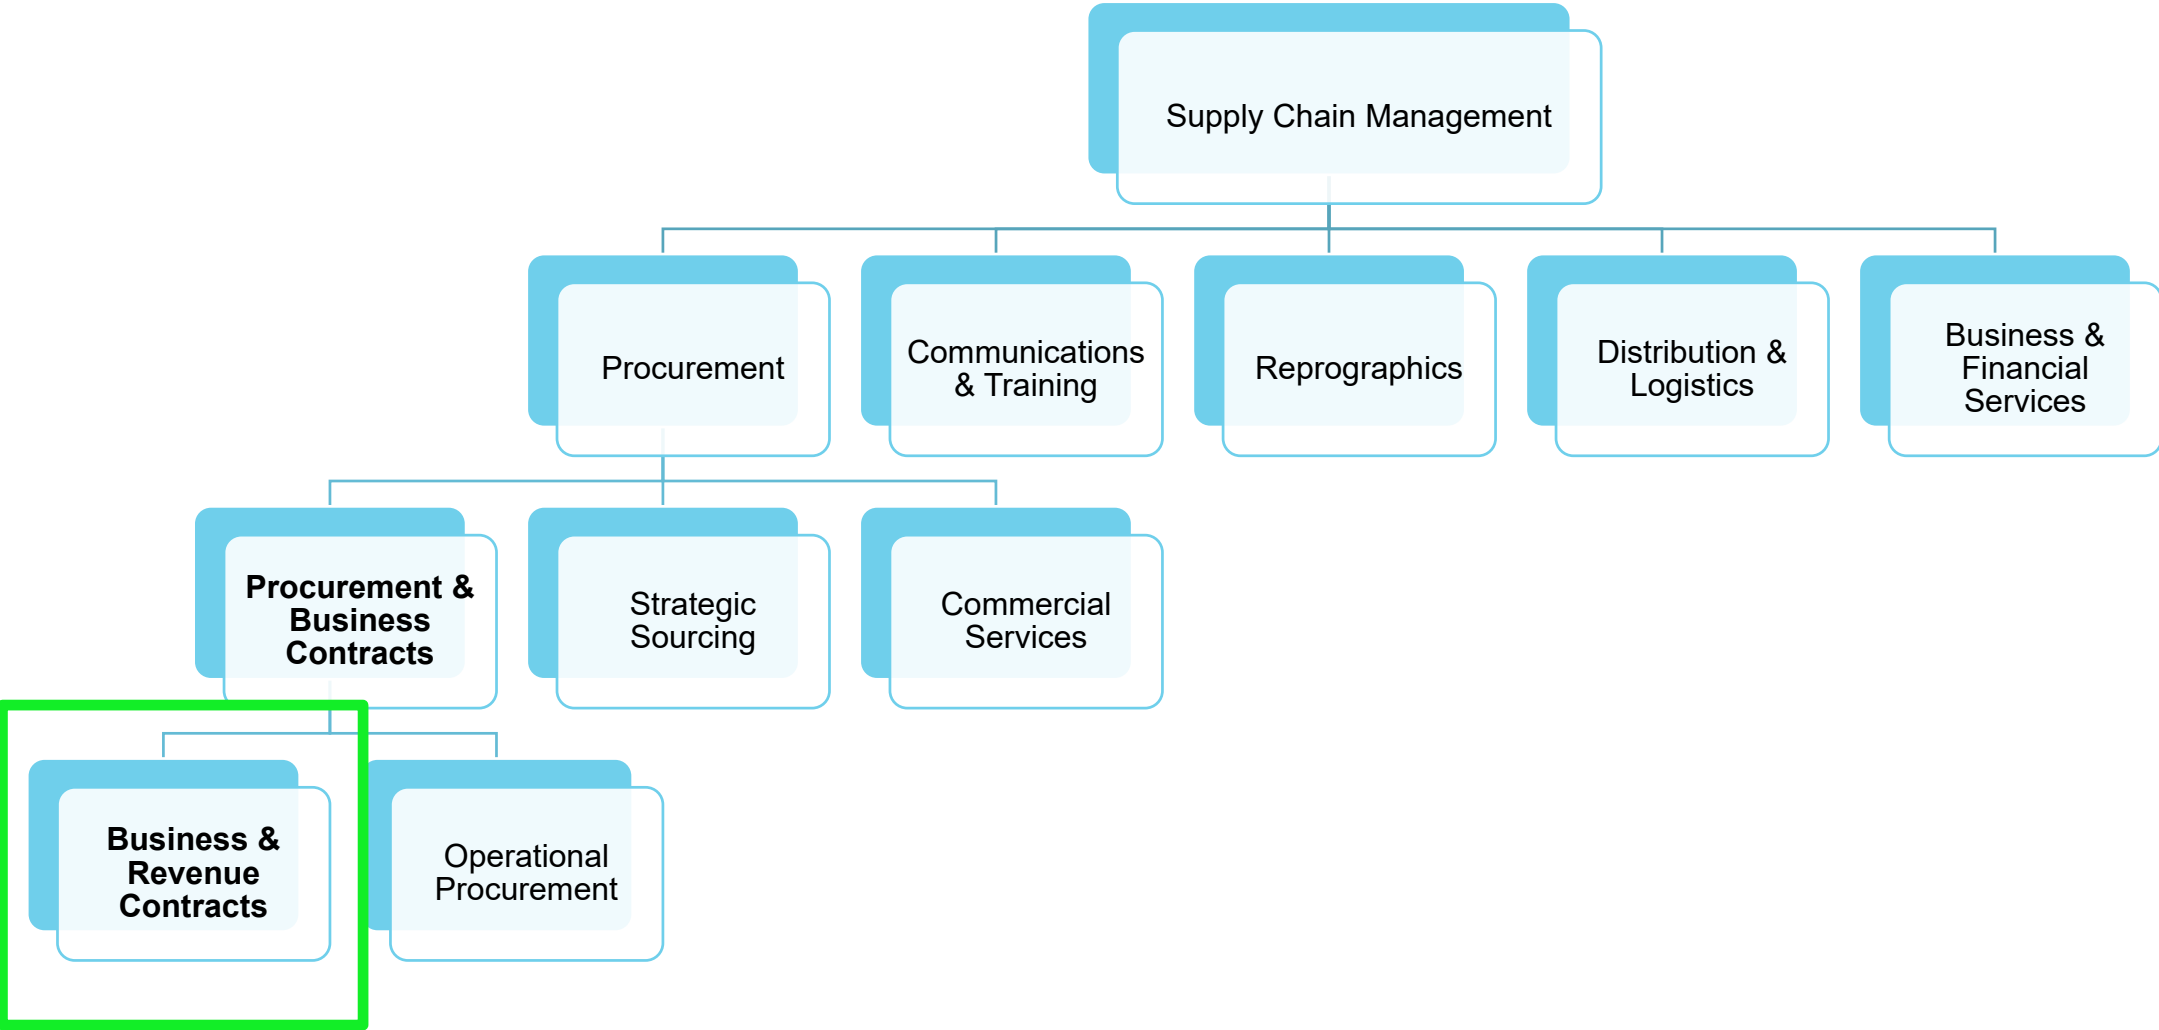 Supply Chain Management
Procurement
Communications
& Training
Reprographics
Distribution &
Logistics
Business &
Financial
Services
Procurement &
Business
Contracts
Strategic
Sourcing
Commercial
Services
Business &
Revenue
Contracts
Operational
Procurement